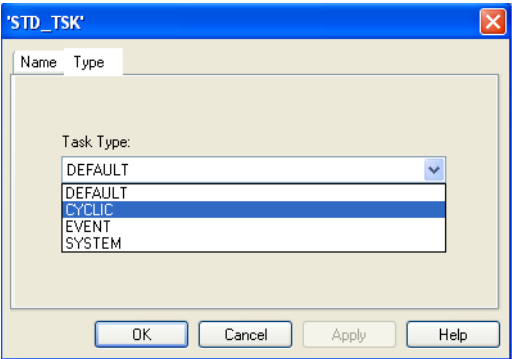 'STD_TSK'
Name Type
Task Type:
DEFAULT
DEFAULT
CYCLIC
EVENT
SYSTEM
OK Cancel Apply Help